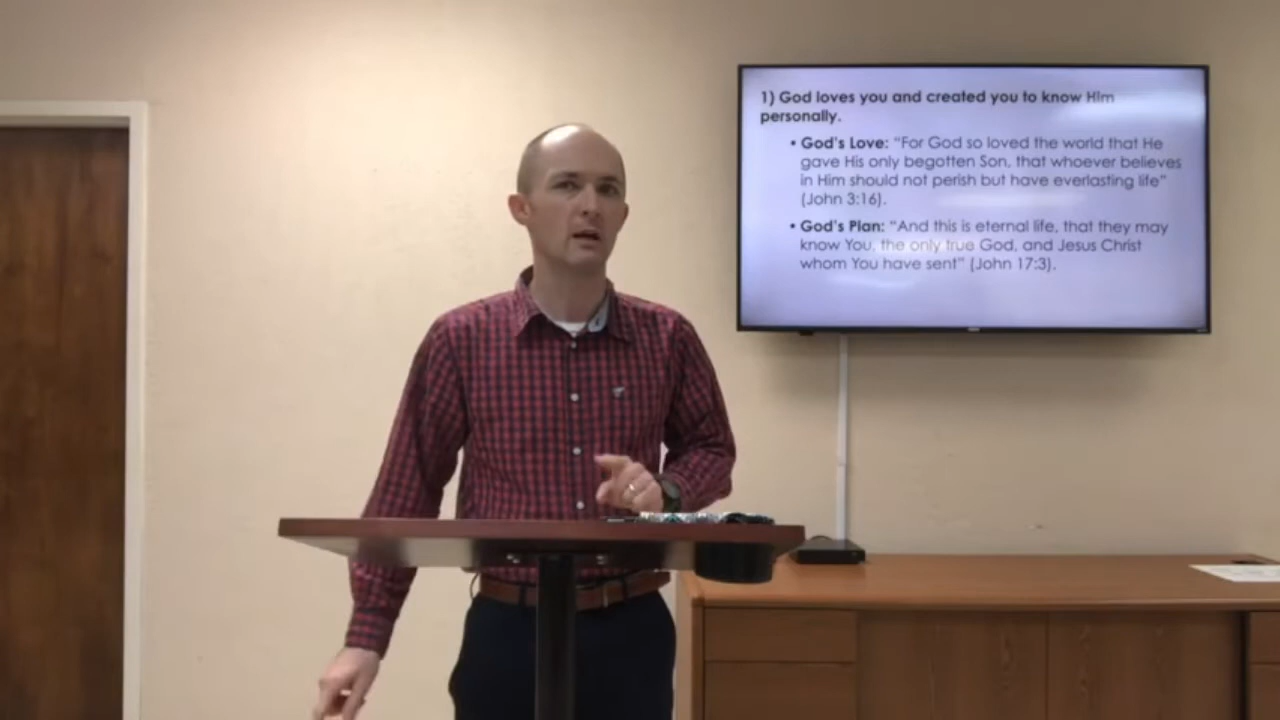 1) God loves you and created you to know Him
personally.
• God's Love: “For God so loved the world that He
gave His only begotten Son, that whoever believes
in Him should not perish but have everlasting life”
(John 3:16).
• God's Plan: “And this is eternal life, that they may
know You, the only true God, and Jesus Christ
whom You have sent” (John 17:3).